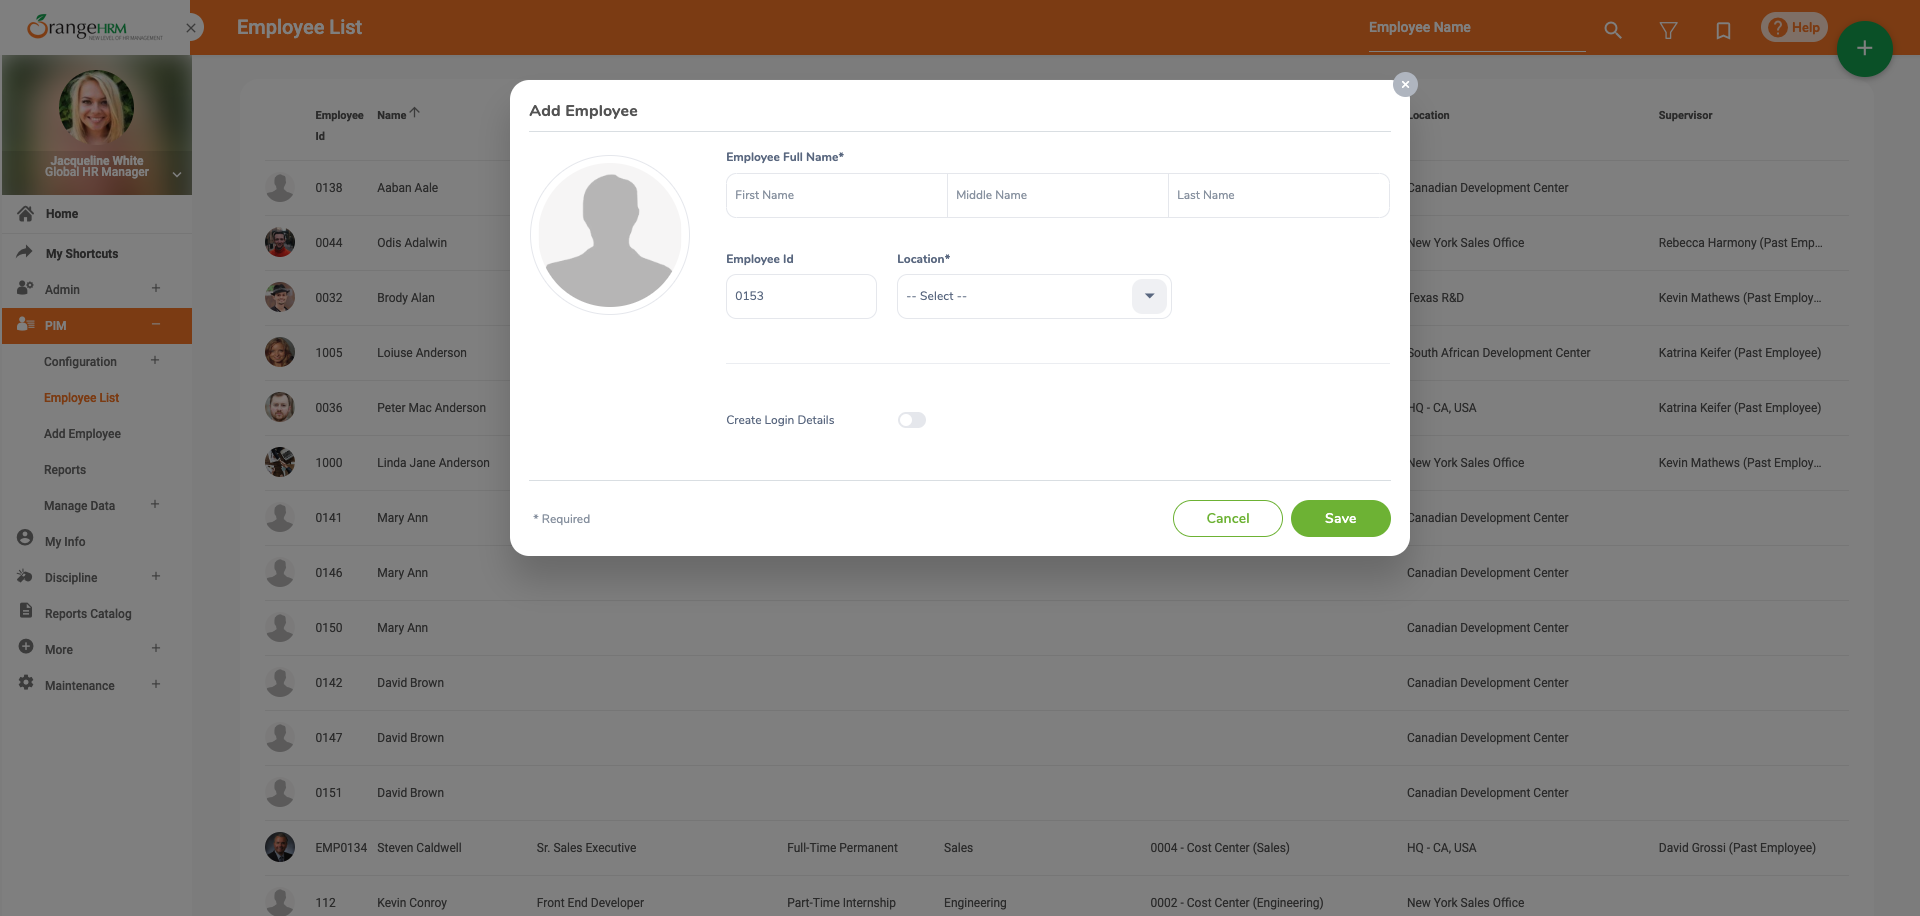 OrangeHRM
NEW LEVEL OF HR MANAGEMENT
Employee List
Employee Name
Help
Jacqueline White
Global HR Manager
Home
My Shortcuts
Admin
PIM
Configuration
Employee List
Add Employee
Reports
Manage Data
My Info
Discipline
Reports Catalog
More
Maintenance
Add Employee
Employee Full Name*
First Name Middle Name Last Name
Employee Id Location*
0153 -- Select --
Create Login Details
* Required
Cancel Save
Employee Id Name Location Supervisor
0138 Aaban Aale Canadian Development Center
0044 Odis Adalwin New York Sales Office Rebecca Harmony (Past Emp...
0032 Brody Alan Texas R&D Kevin Mathews (Past Employ...
1005 Loiuse Anderson South African Development Center Katrina Keifer (Past Employee)
0036 Peter Mac Anderson HQ - CA, USA Katrina Keifer (Past Employee)
1000 Linda Jane Anderson New York Sales Office Kevin Mathews (Past Employ...
0141 Mary Ann Canadian Development Center
0146 Mary Ann Canadian Development Center
0150 Mary Ann Canadian Development Center
0142 David Brown Canadian Development Center
0147 David Brown Canadian Development Center
0151 David Brown Canadian Development Center
EMP0134 Steven Caldwell Sr. Sales Executive Full-Time Permanent Sales 0004 - Cost Center (Sales) HQ - CA, USA David Grossi (Past Employee)
112 Kevin Conroy Front End Developer Part-Time Internship Engineering 0002 - Cost Center (Engineering) New York Sales Office